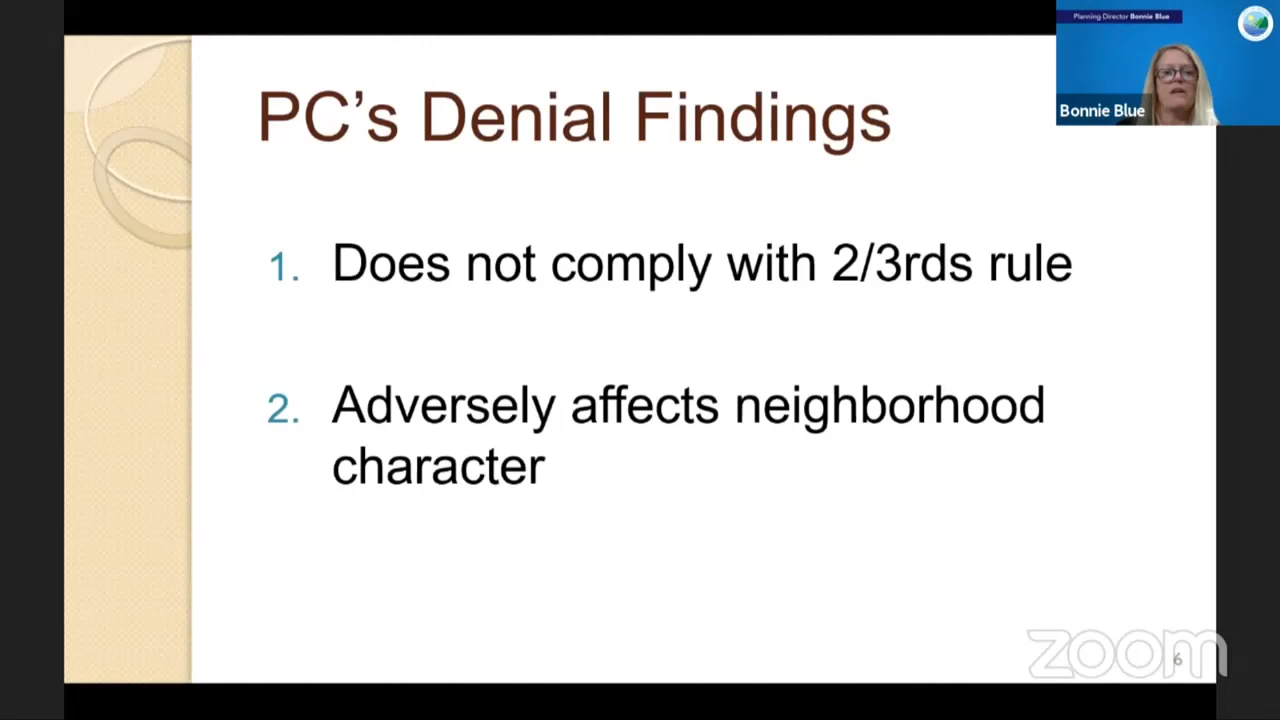 Planning Director Bonnie Blue
Bonnie Blue
PC's Denial Findings
1. Does not comply with 2/3rds rule
2. Adversely affects neighborhood
character
zoom
6